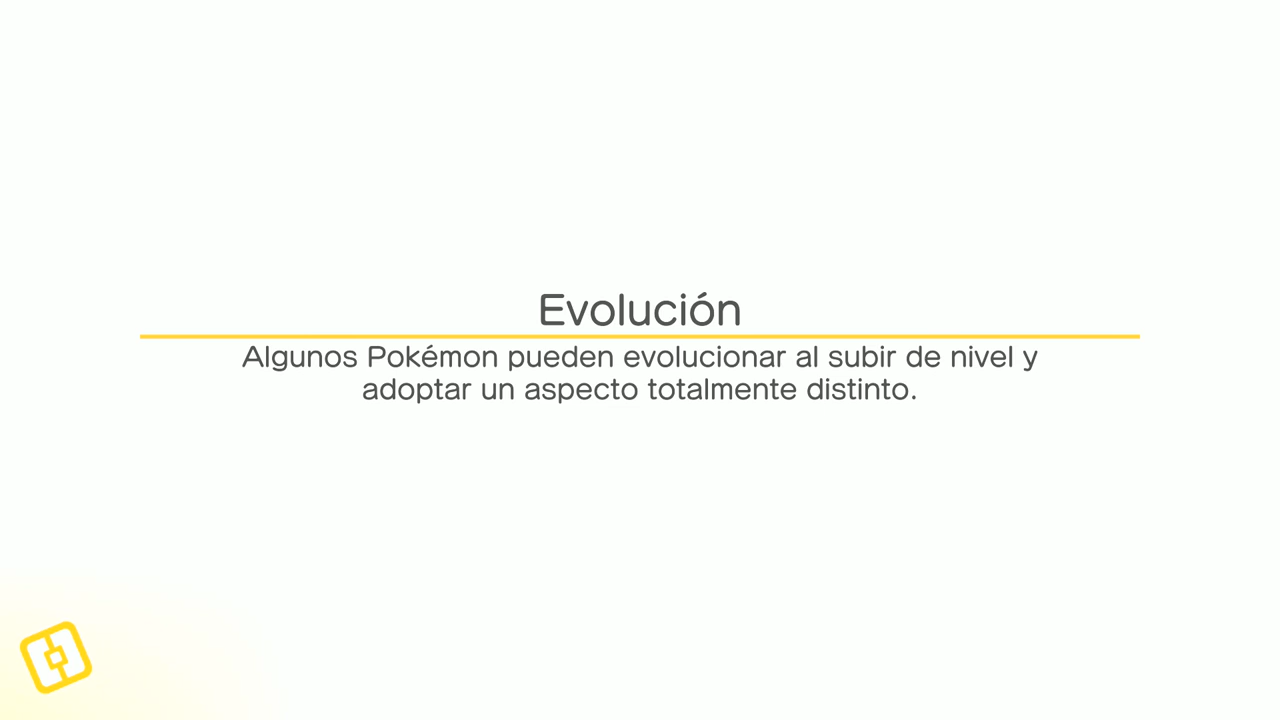 Evolución
Algunos Pokémon pueden evolucionar al subir de nivel y
adoptar un aspecto totalmente distinto.